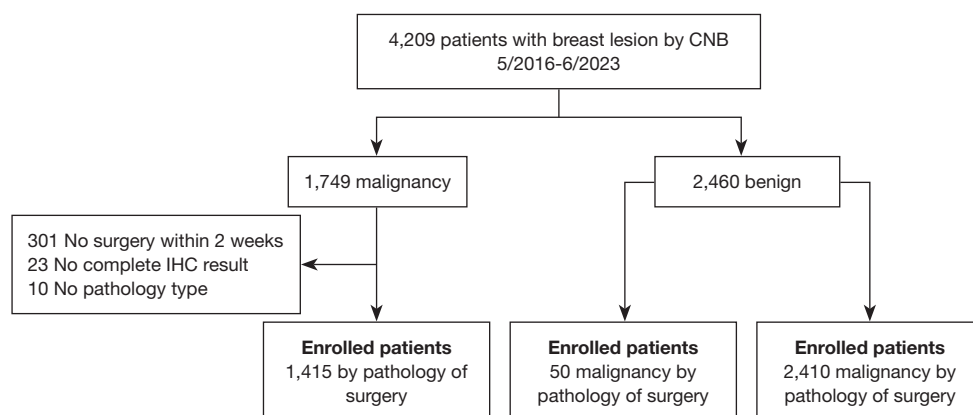 4,209 patients with breast lesion by CNB
5/2016-6/2023
1,749 malignancy
2,460 benign
301 No surgery within 2 weeks
23 No complete IHC result
10 No pathology type
Enrolled patients
1,415 by pathology of
surgery
Enrolled patients
50 malignancy by
pathology of surgery
Enrolled patients
2,410 malignancy by
pathology of surgery